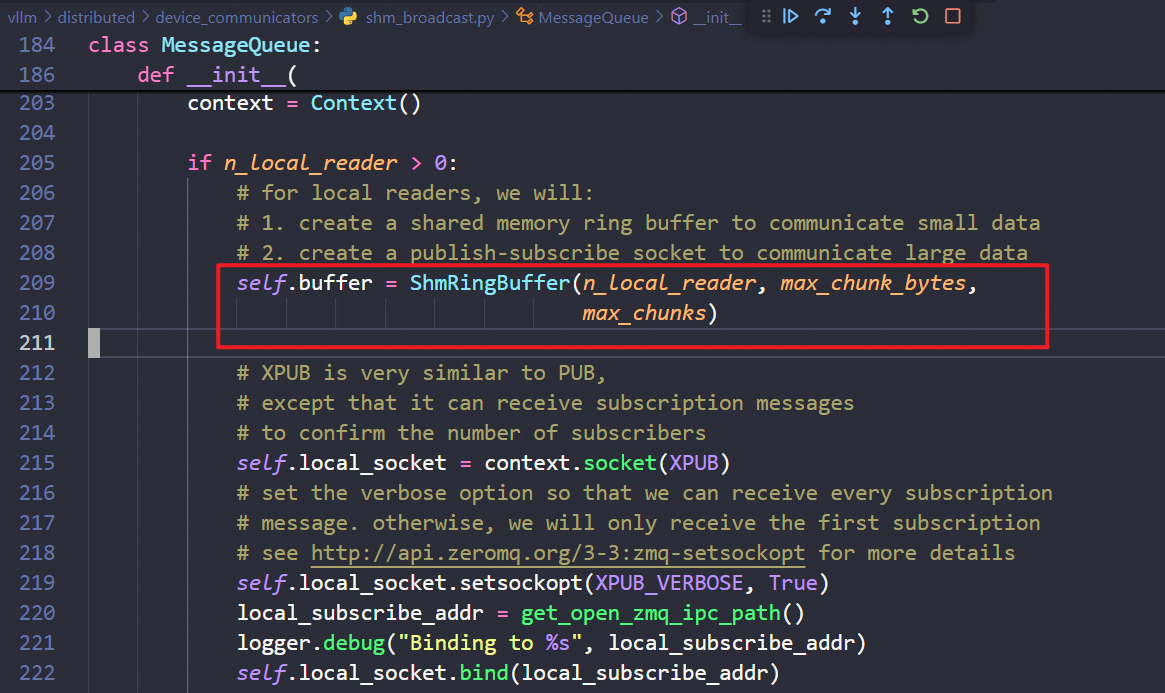 vllm > distributed > device_communicators > shm_broadcast.py > MessageQueue > __init__
184 class MessageQueue:
186     def __init__(
203         context = Context()
204
205         if n_local_reader > 0:
206             # for local readers, we will:
207             # 1. create a shared memory ring buffer to communicate small data
208             # 2. create a publish-subscribe socket to communicate large data
209             self.buffer = ShmRingBuffer(n_local_reader, max_chunk_bytes,
210                                         max_chunks)
211
212             # XPUB is very similar to PUB,
213             # except that it can receive subscription messages
214             # to confirm the number of subscribers
215             self.local_socket = context.socket(XPUB)
216             # set the verbose option so that we can receive every subscription
217             # message. otherwise, we will only receive the first subscription
218             # see http://api.zeromq.org/3-3:zmq-setsockopt for more details
219             self.local_socket.setsockopt(XPUB_VERBOSE, True)
220             local_subscribe_addr = get_open_zmq_ipc_path()
221             logger.debug("Binding to %s", local_subscribe_addr)
222             self.local_socket.bind(local_subscribe_addr)